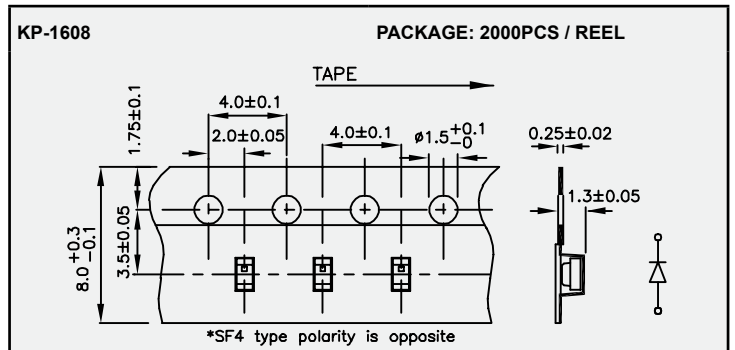 KP-1608
PACKAGE: 2000PCS / REEL
TAPE
4.0±0.1
2.0±0.05
4.0±0.1
ø1.5+0.1-0
0.25±0.02
1.75±0.1
1.3±0.05
3.5±0.05
8.0+0.3-0.1
*SF4 type polarity is opposite